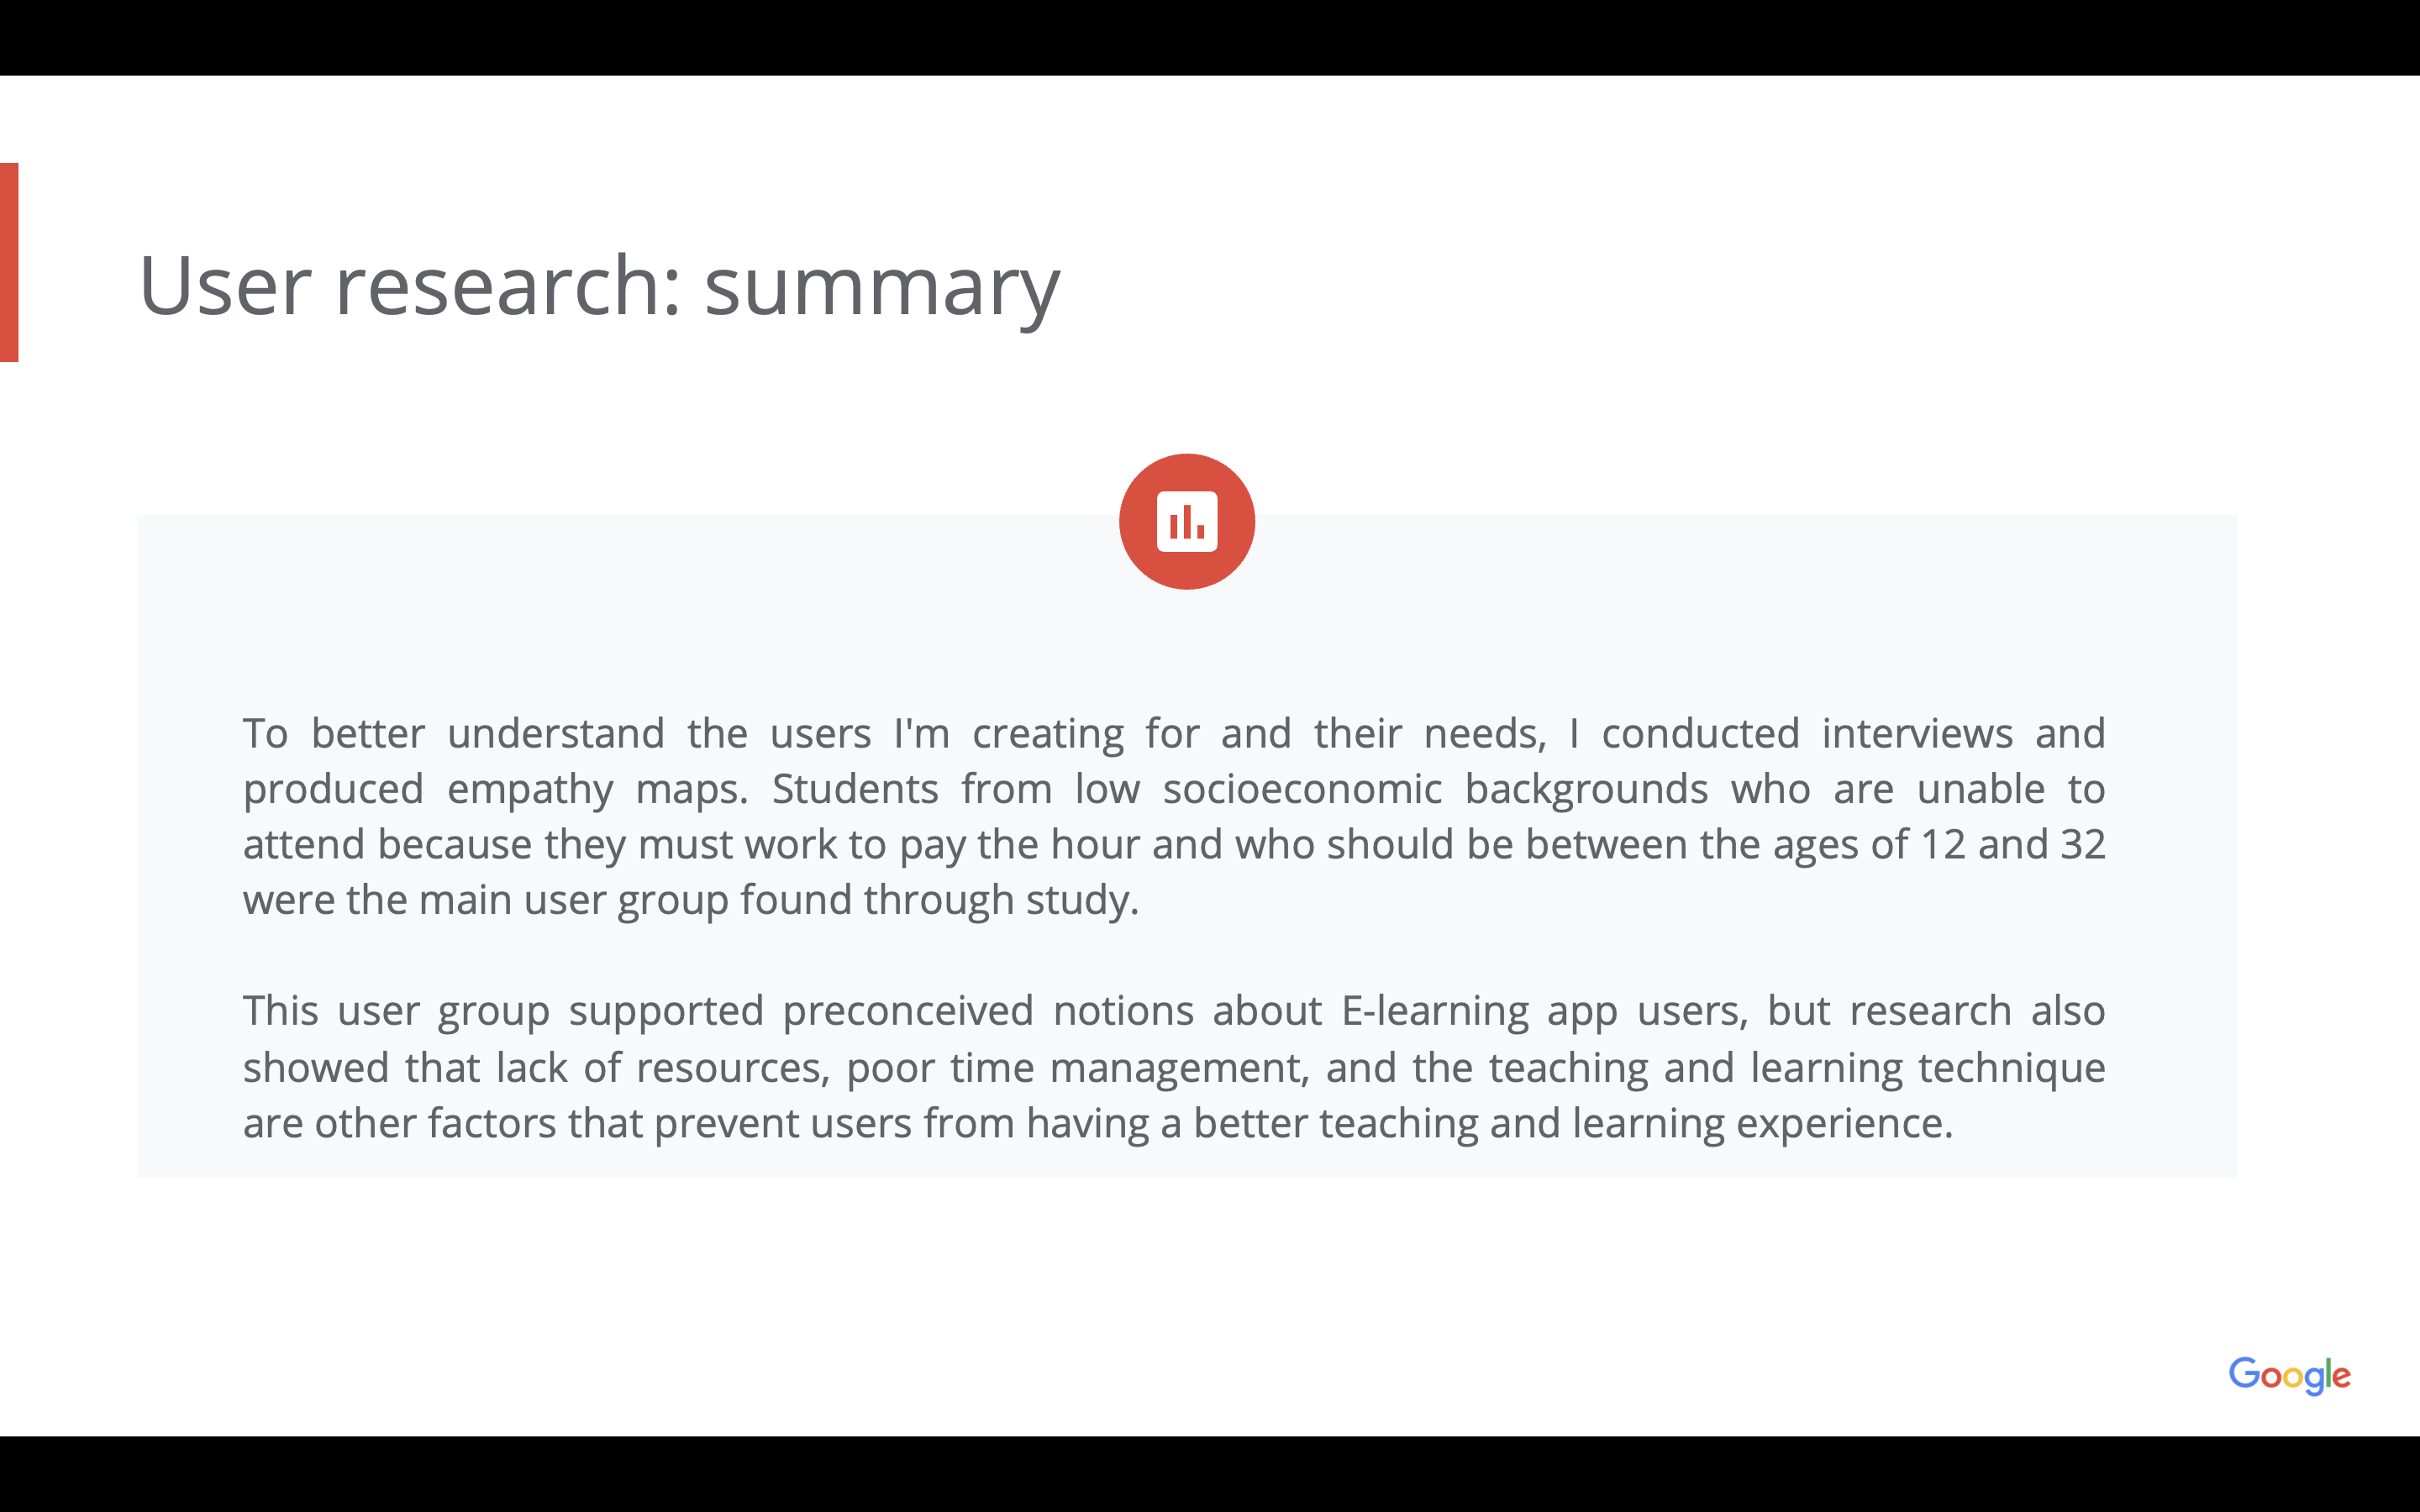 User research: summary
To better understand the users I'm creating for and their needs, I conducted interviews and
produced empathy maps. Students from low socioeconomic backgrounds who are unable to
attend because they must work to pay the hour and who should be between the ages of 12 and 32
were the main user group found through study.
This user group supported preconceived notions about E-learning app users, but research also
showed that lack of resources, poor time management, and the teaching and learning technique
are other factors that prevent users from having a better teaching and learning experience.
Google